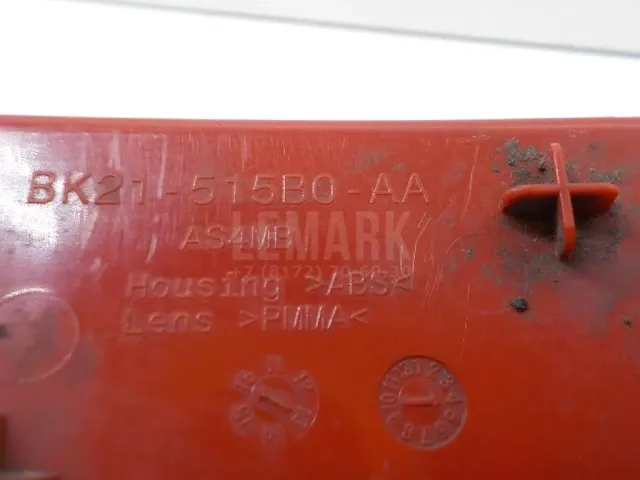 BK21-515B0-AA
AS4MB
LEMARK
Housing >ABS<
Lens >PMMA<